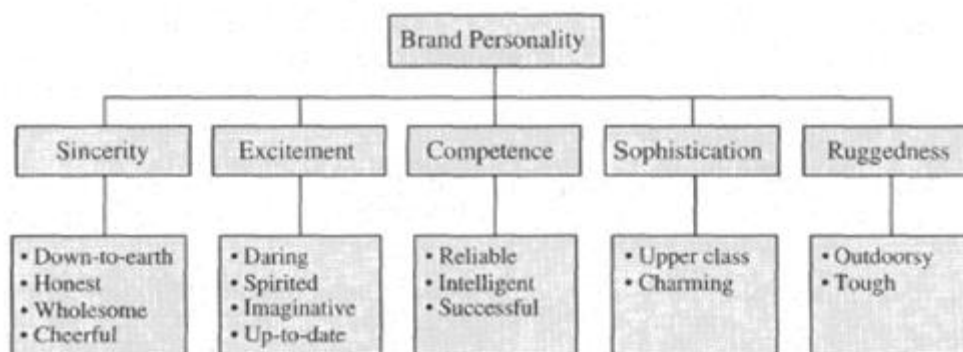 Brand Personality
Sincerity
Excitement
Competence
Sophistication
Ruggedness
• Down-to-earth
• Honest
• Wholesome
• Cheerful
• Daring
• Spirited
• Imaginative
• Up-to-date
• Reliable
• Intelligent
• Successful
• Upper class
• Charming
• Outdoorsy
• Tough